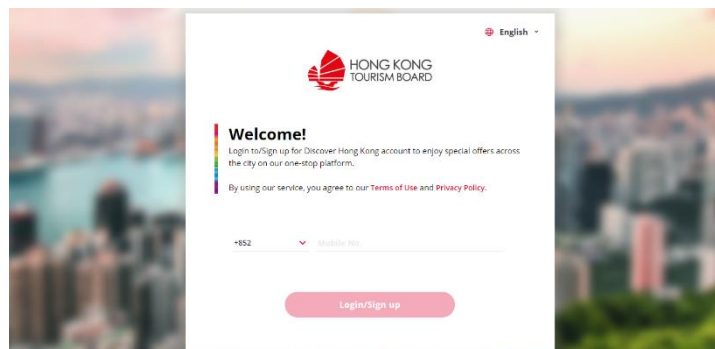 English
HONG KONG
TOURISM BOARD
Welcome!
Login to/Sign up for Discover Hong Kong account to enjoy special offers across
the city on our one-stop platform.
By using our service, you agree to our Terms of Use and Privacy Policy.
+852 Mobile No.
Login/Sign up